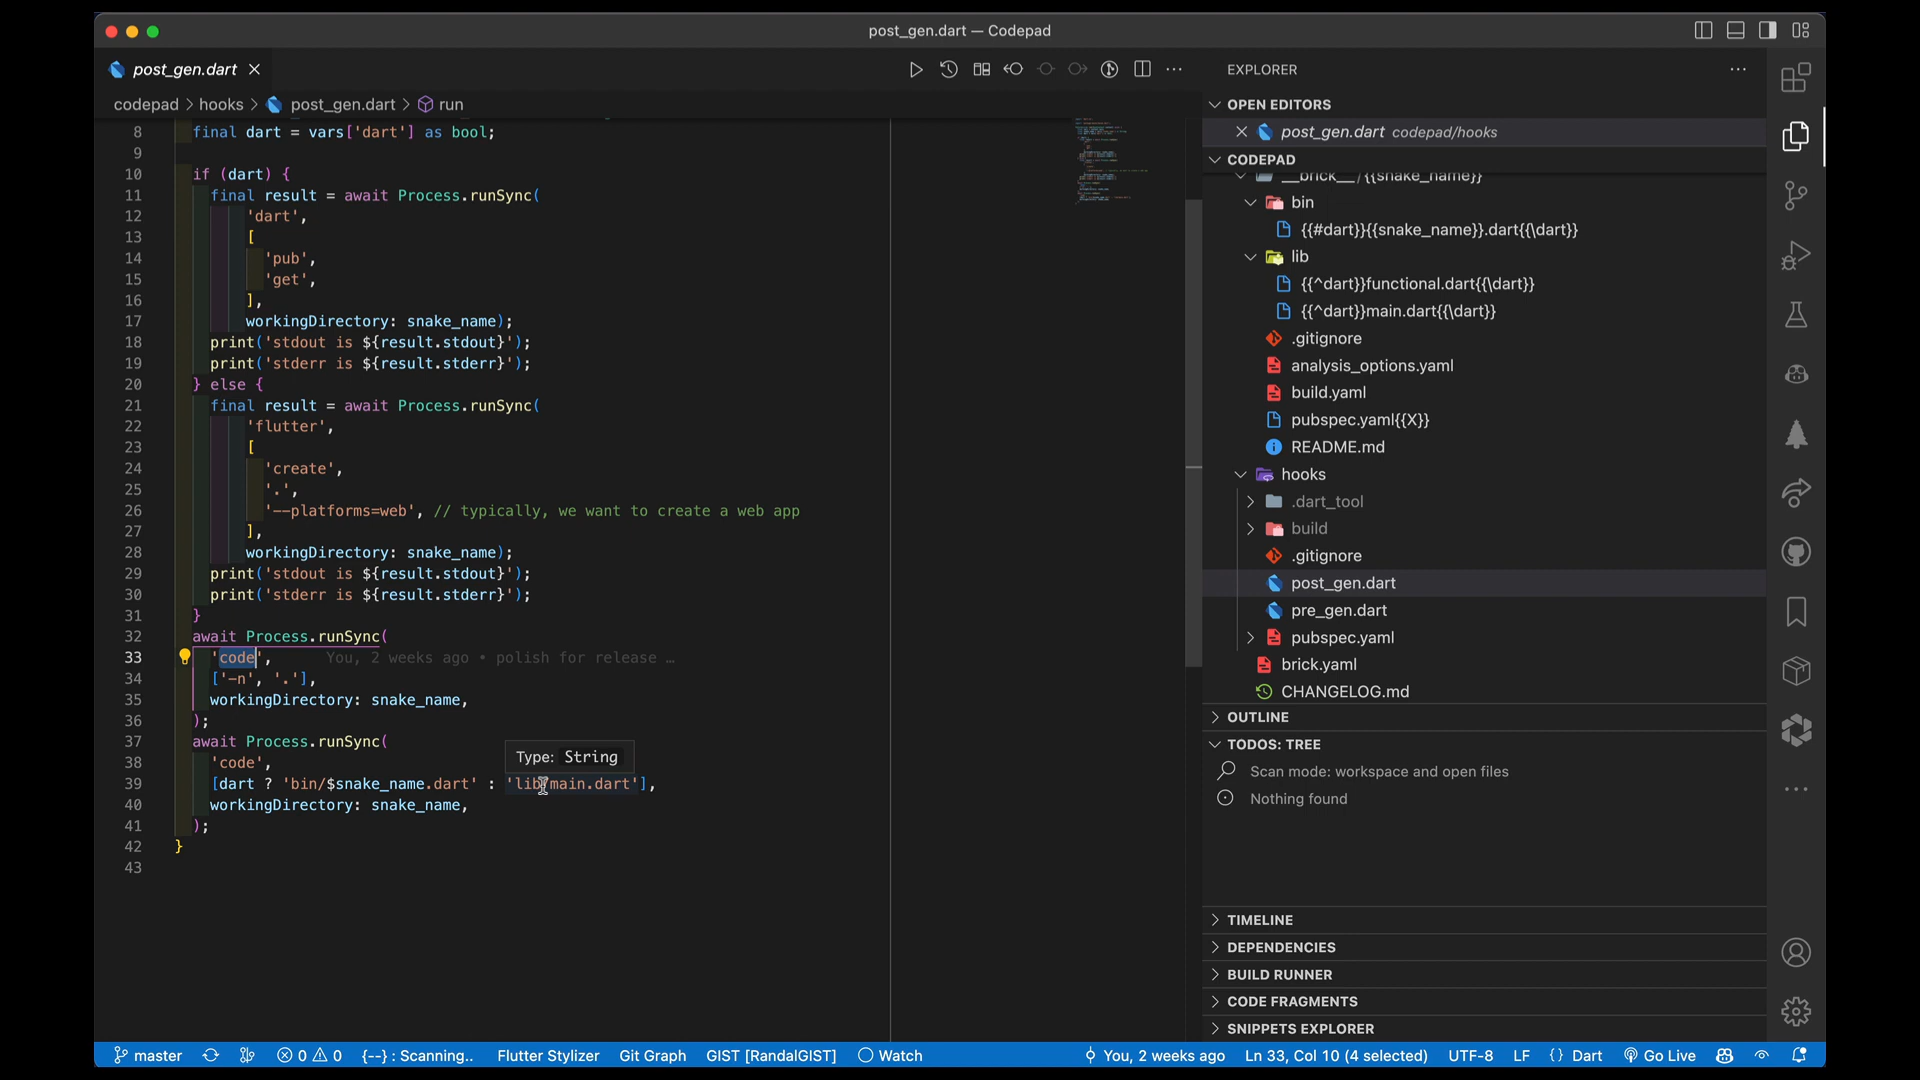 post_gen.dart — Codepad
post_gen.dart
codepad > hooks > post_gen.dart > run
8 final dart = vars['dart'] as bool;
9
10 if (dart) {
11 final result = await Process.runSync(
12 'dart',
13 [
14 'pub',
15 'get',
16 ],
17 workingDirectory: snake_name);
18 print('stdout is ${result.stdout}');
19 print('stderr is ${result.stderr}');
20 } else {
21 final result = await Process.runSync(
22 'flutter',
23 [
24 'create',
25 '.',
26 '--platforms=web', // typically, we want to create a web app
27 ],
28 workingDirectory: snake_name);
29 print('stdout is ${result.stdout}');
30 print('stderr is ${result.stderr}');
31 }
32 await Process.runSync(
33 'code', You, 2 weeks ago • polish for release …
34 ['-n', '.'],
35 workingDirectory: snake_name,
36 );
37 await Process.runSync(
Type: String
38 'code',
39 [dart ? 'bin/$snake_name.dart' : 'lib/main.dart'],
40 workingDirectory: snake_name,
41 );
42 }
43
EXPLORER
OPEN EDITORS
post_gen.dart codepad/hooks
CODEPAD
__brick__/{{snake_name}}
bin
{{#dart}}{{snake_name}}.dart{{\dart}}
lib
{{^dart}}functional.dart{{\dart}}
{{^dart}}main.dart{{\dart}}
.gitignore
analysis_options.yaml
build.yaml
pubspec.yaml{{X}}
README.md
hooks
.dart_tool
build
.gitignore
post_gen.dart
pre_gen.dart
pubspec.yaml
brick.yaml
CHANGELOG.md
OUTLINE
TODOS: TREE
Scan mode: workspace and open files
Nothing found
TIMELINE
DEPENDENCIES
BUILD RUNNER
CODE FRAGMENTS
SNIPPETS EXPLORER
master 0 0 {--} : Scanning.. Flutter Stylizer Git Graph GIST [RandalGIST] Watch You, 2 weeks ago Ln 33, Col 10 (4 selected) UTF-8 LF {} Dart Go Live